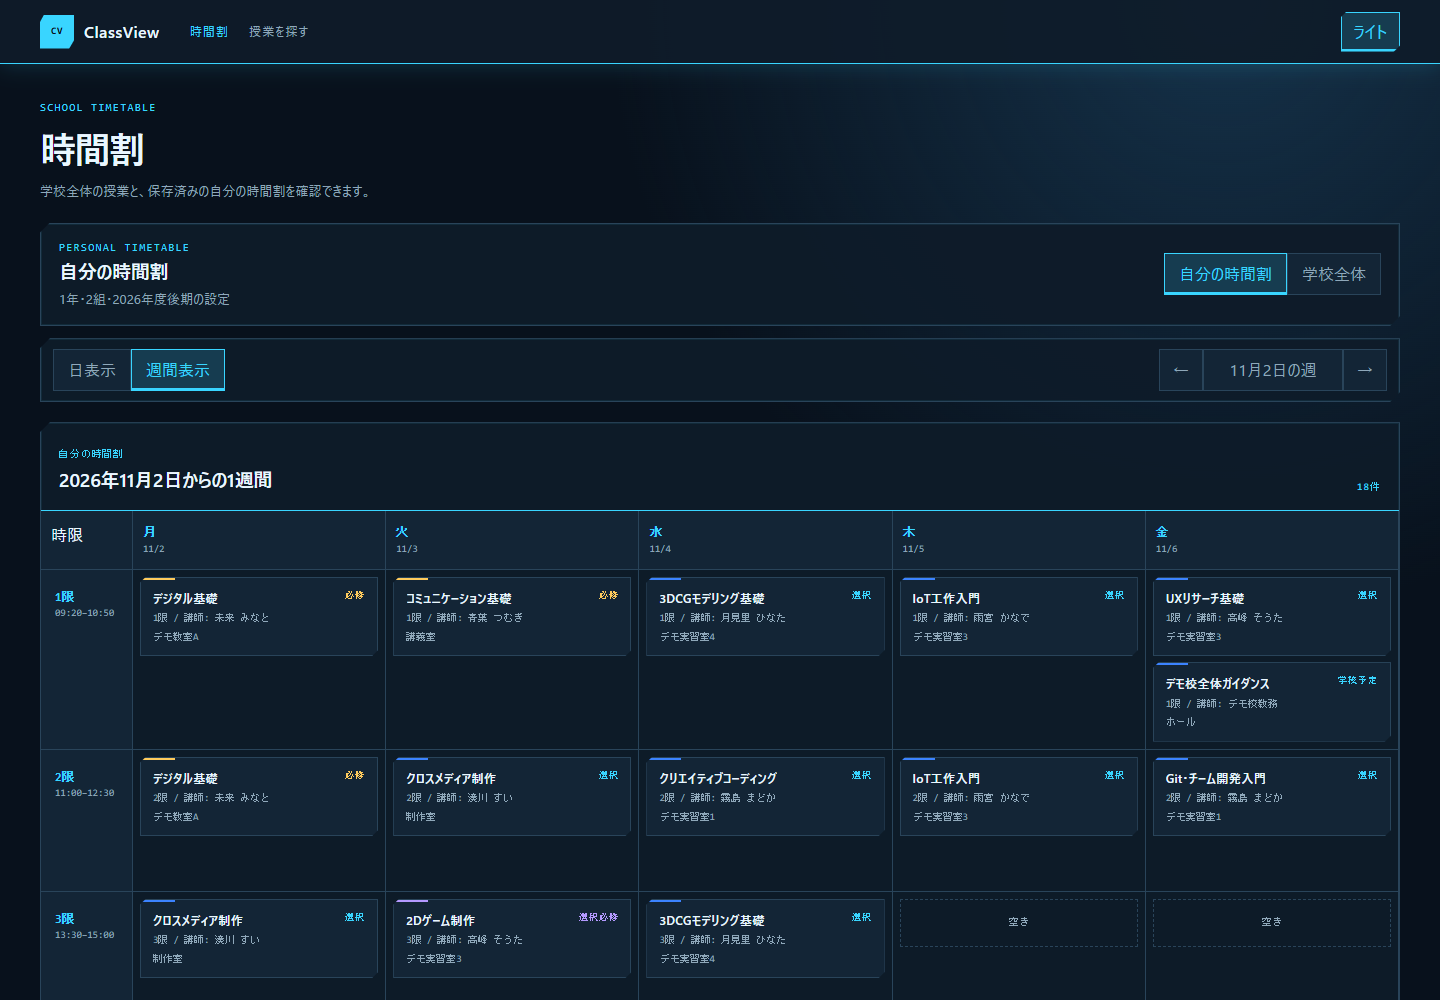 CV
ClassView
時間割
授業を探す
ライト
SCHOOL TIMETABLE
時間割
学校全体の授業と、保存済みの自分の時間割を確認できます。
PERSONAL TIMETABLE
自分の時間割
1年・2組・2026年度後期の設定
自分の時間割
学校全体
日表示
週間表示
←
11月2日の週
→
自分の時間割
2026年11月2日からの1週間
18件
時限
月
11/2
火
11/3
水
11/4
木
11/5
金
11/6
1限
09:20–10:50
デジタル基礎
必修
1限 / 講師: 未来 みなと
デモ教室A
コミュニケーション基礎
必修
1限 / 講師: 青葉 つむぎ
講義室
3DCGモデリング基礎
選択
1限 / 講師: 月見里 ひなた
デモ実習室4
IoT工作入門
選択
1限 / 講師: 雨宮 かなで
デモ実習室3
UXリサーチ基礎
選択
1限 / 講師: 高峰 そうた
デモ実習室3
デモ校全体ガイダンス
学校予定
1限 / 講師: デモ校教務
ホール
2限
11:00–12:30
デジタル基礎
必修
2限 / 講師: 未来 みなと
デモ教室A
クロスメディア制作
選択
2限 / 講師: 湊川 すい
制作室
クリエイティブコーディング
選択
2限 / 講師: 霧島 まどか
デモ実習室1
IoT工作入門
選択
2限 / 講師: 雨宮 かなで
デモ実習室3
Git・チーム開発入門
選択
2限 / 講師: 霧島 まどか
デモ実習室1
3限
13:30–15:00
クロスメディア制作
選択
3限 / 講師: 湊川 すい
制作室
2Dゲーム制作
選択必修
3限 / 講師: 高峰 そうた
デモ実習室3
3DCGモデリング基礎
選択
3限 / 講師: 月見里 ひなた
デモ実習室4
空き
空き